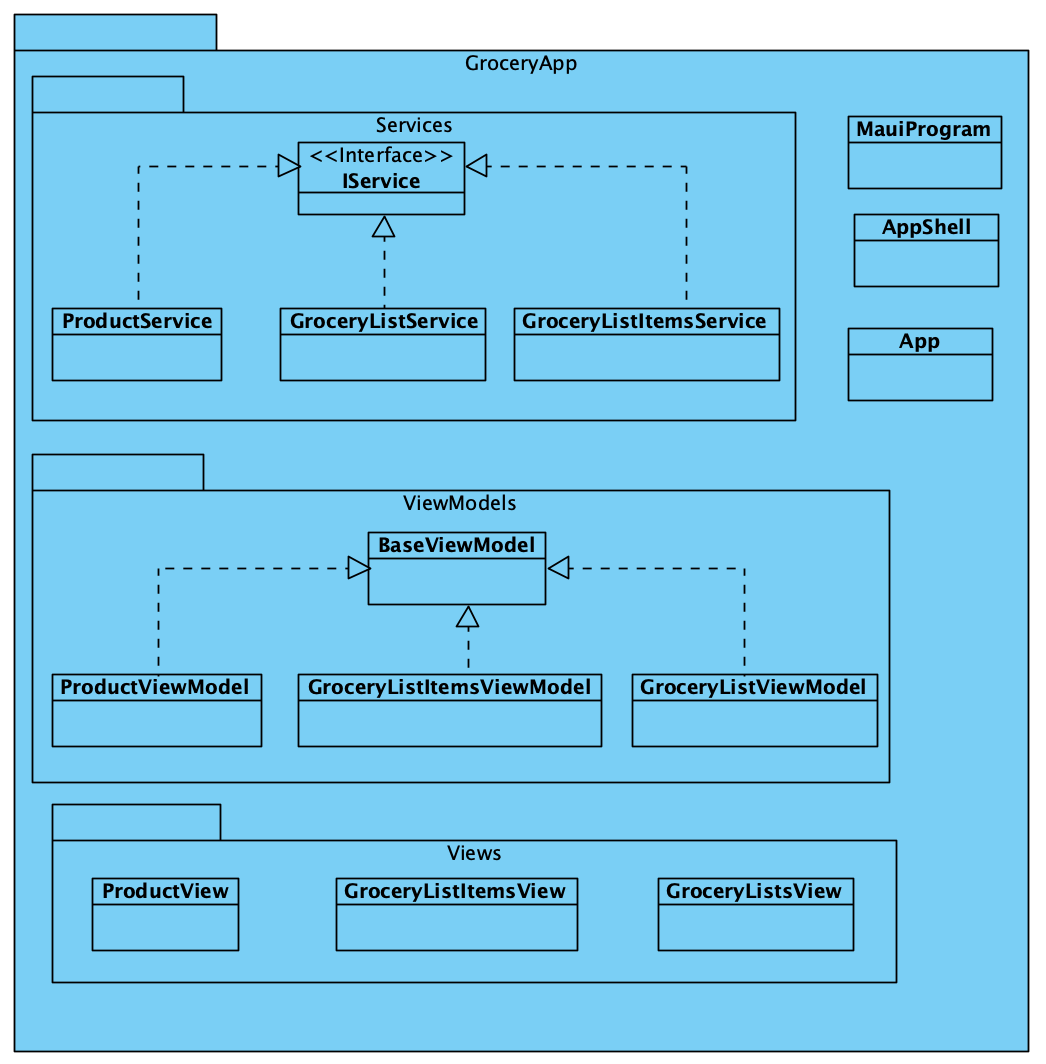 GroceryApp
Services
<<Interface>>
IService
ProductService
GroceryListService
GroceryListItemsService
MauiProgram
AppShell
App
ViewModels
BaseViewModel
ProductViewModel
GroceryListItemsViewModel
GroceryListViewModel
Views
ProductView
GroceryListItemsView
GroceryListsView